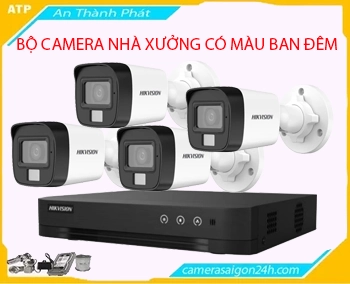 ATP
An Thành Phát
BỘ CAMERA NHÀ XƯỞNG CÓ MÀU BAN ĐÊM
HIKVISION
HIKVISION
HIKVISION
HIKVISION
HIKVISION
camerasaigon24h.com